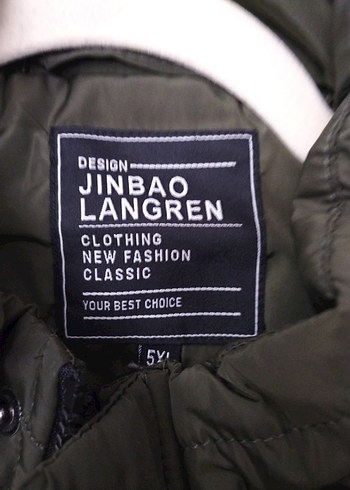 DESIGN
JINBAO
LANGREN
CLOTHING
NEW FASHION
CLASSIC
YOUR BEST CHOICE
5XL